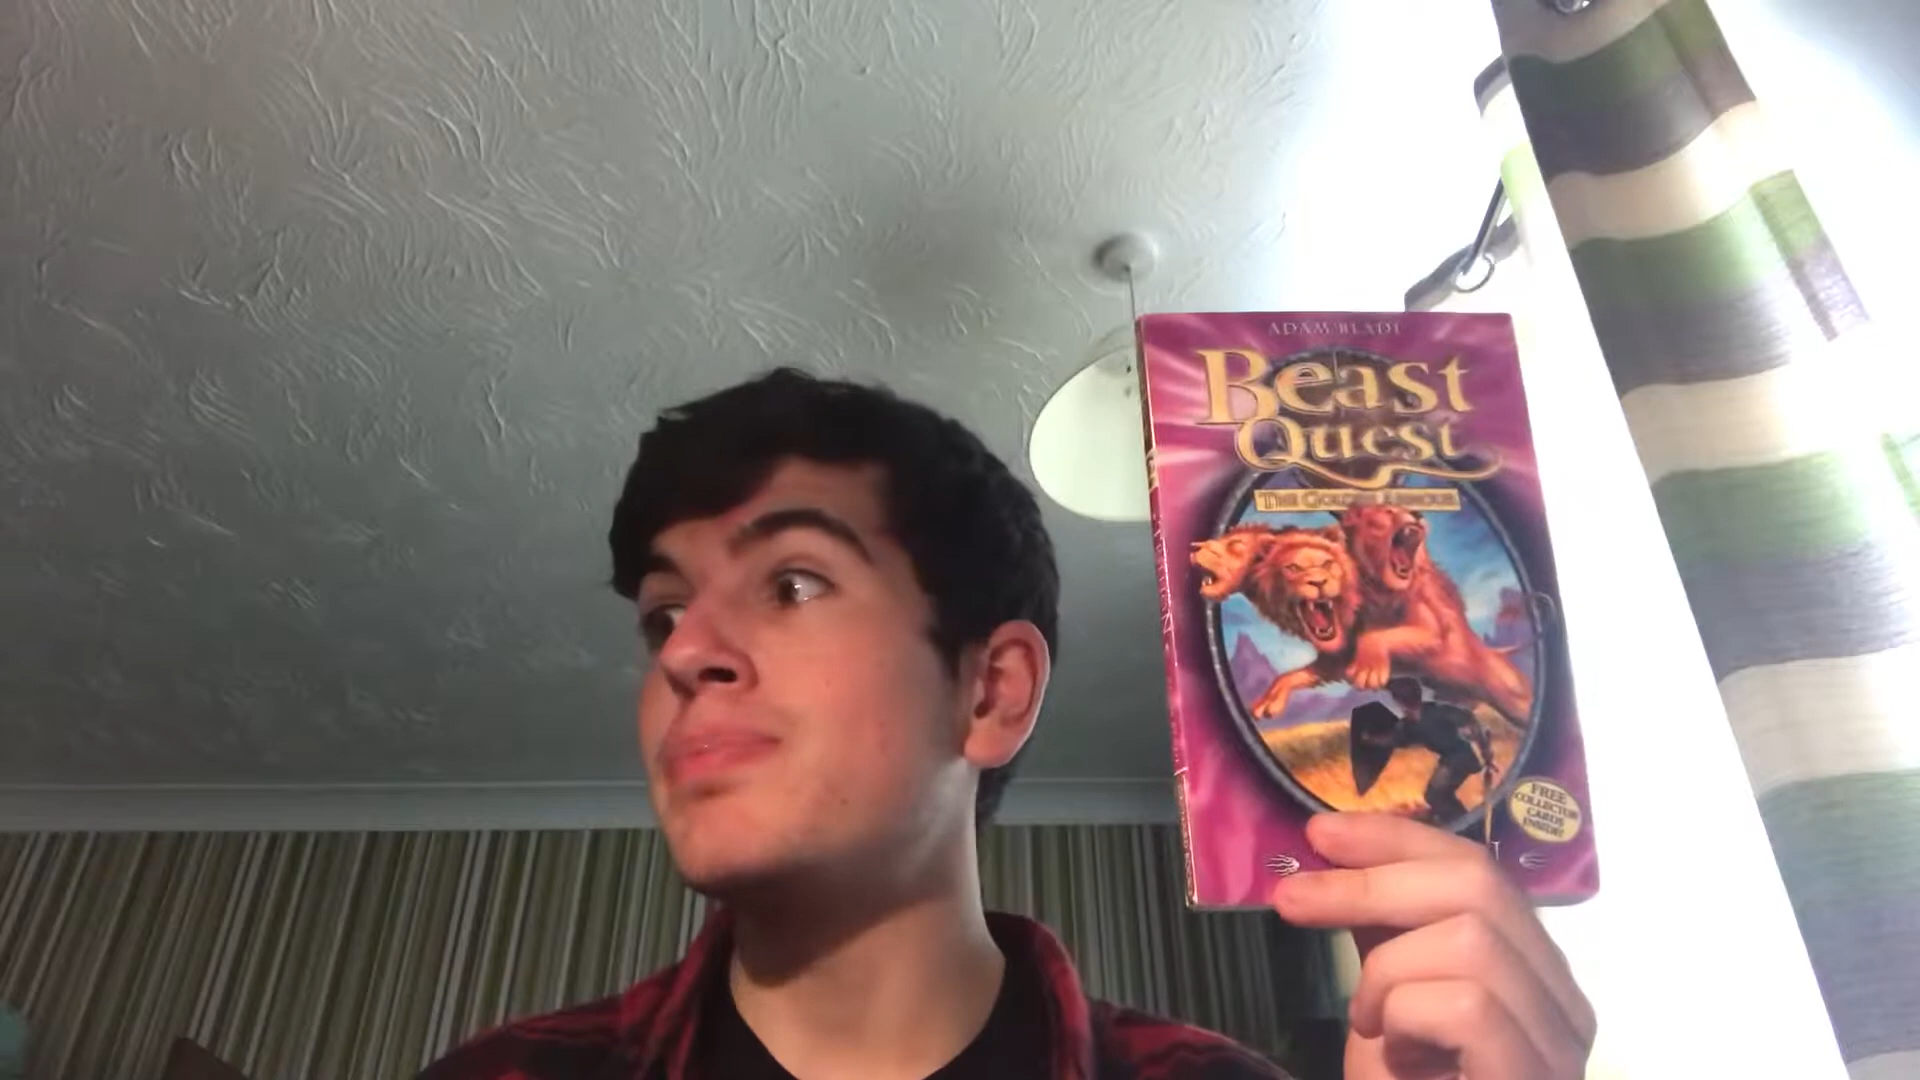 ADAM BLADE
Beast
Quest
THE GOLDEN ARMOUR
FREE
COLLECTOR
CARDS
INSIDE!